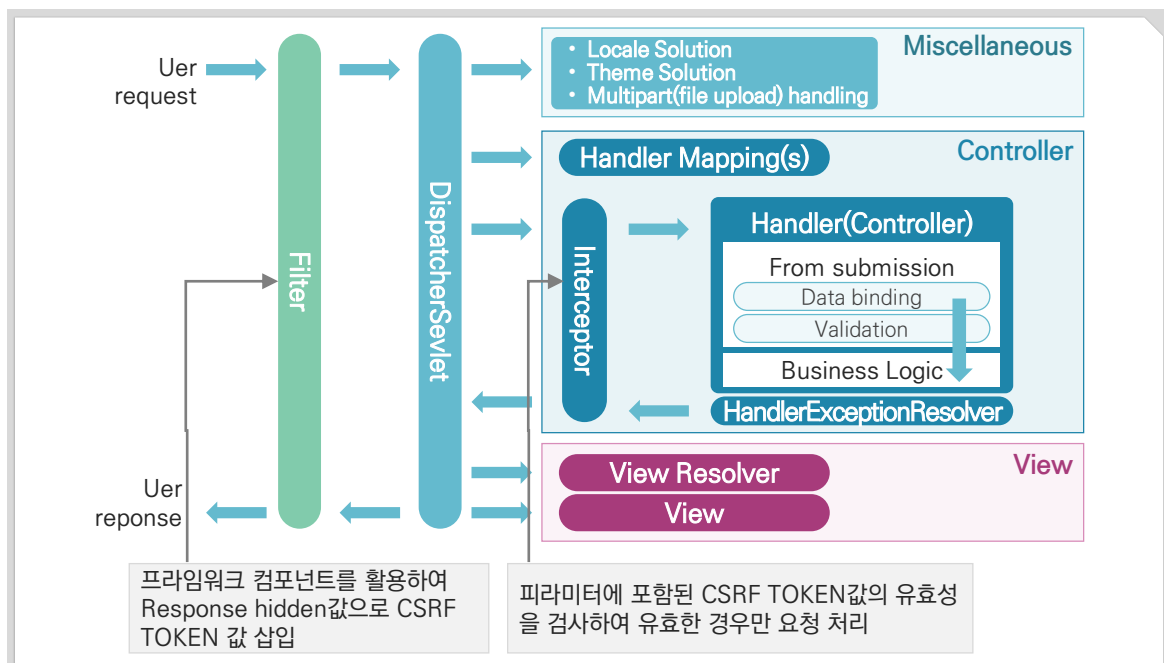 Uer
request
Filter
DispatcherSevlet
• Locale Solution
• Theme Solution
• Multipart(file upload) handling
Miscellaneous
Handler Mapping(s)
Controller
Interceptor
Handler(Controller)
From submission
Data binding
Validation
Business Logic
HandlerExceptionResolver
View Resolver
View
View
Uer
reponse
프라임워크 컴포넌트를 활용하여
Response hidden값으로 CSRF
TOKEN 값 삽입
피라미터에 포함된 CSRF TOKEN값의 유효성
을 검사하여 유효한 경우만 요청 처리